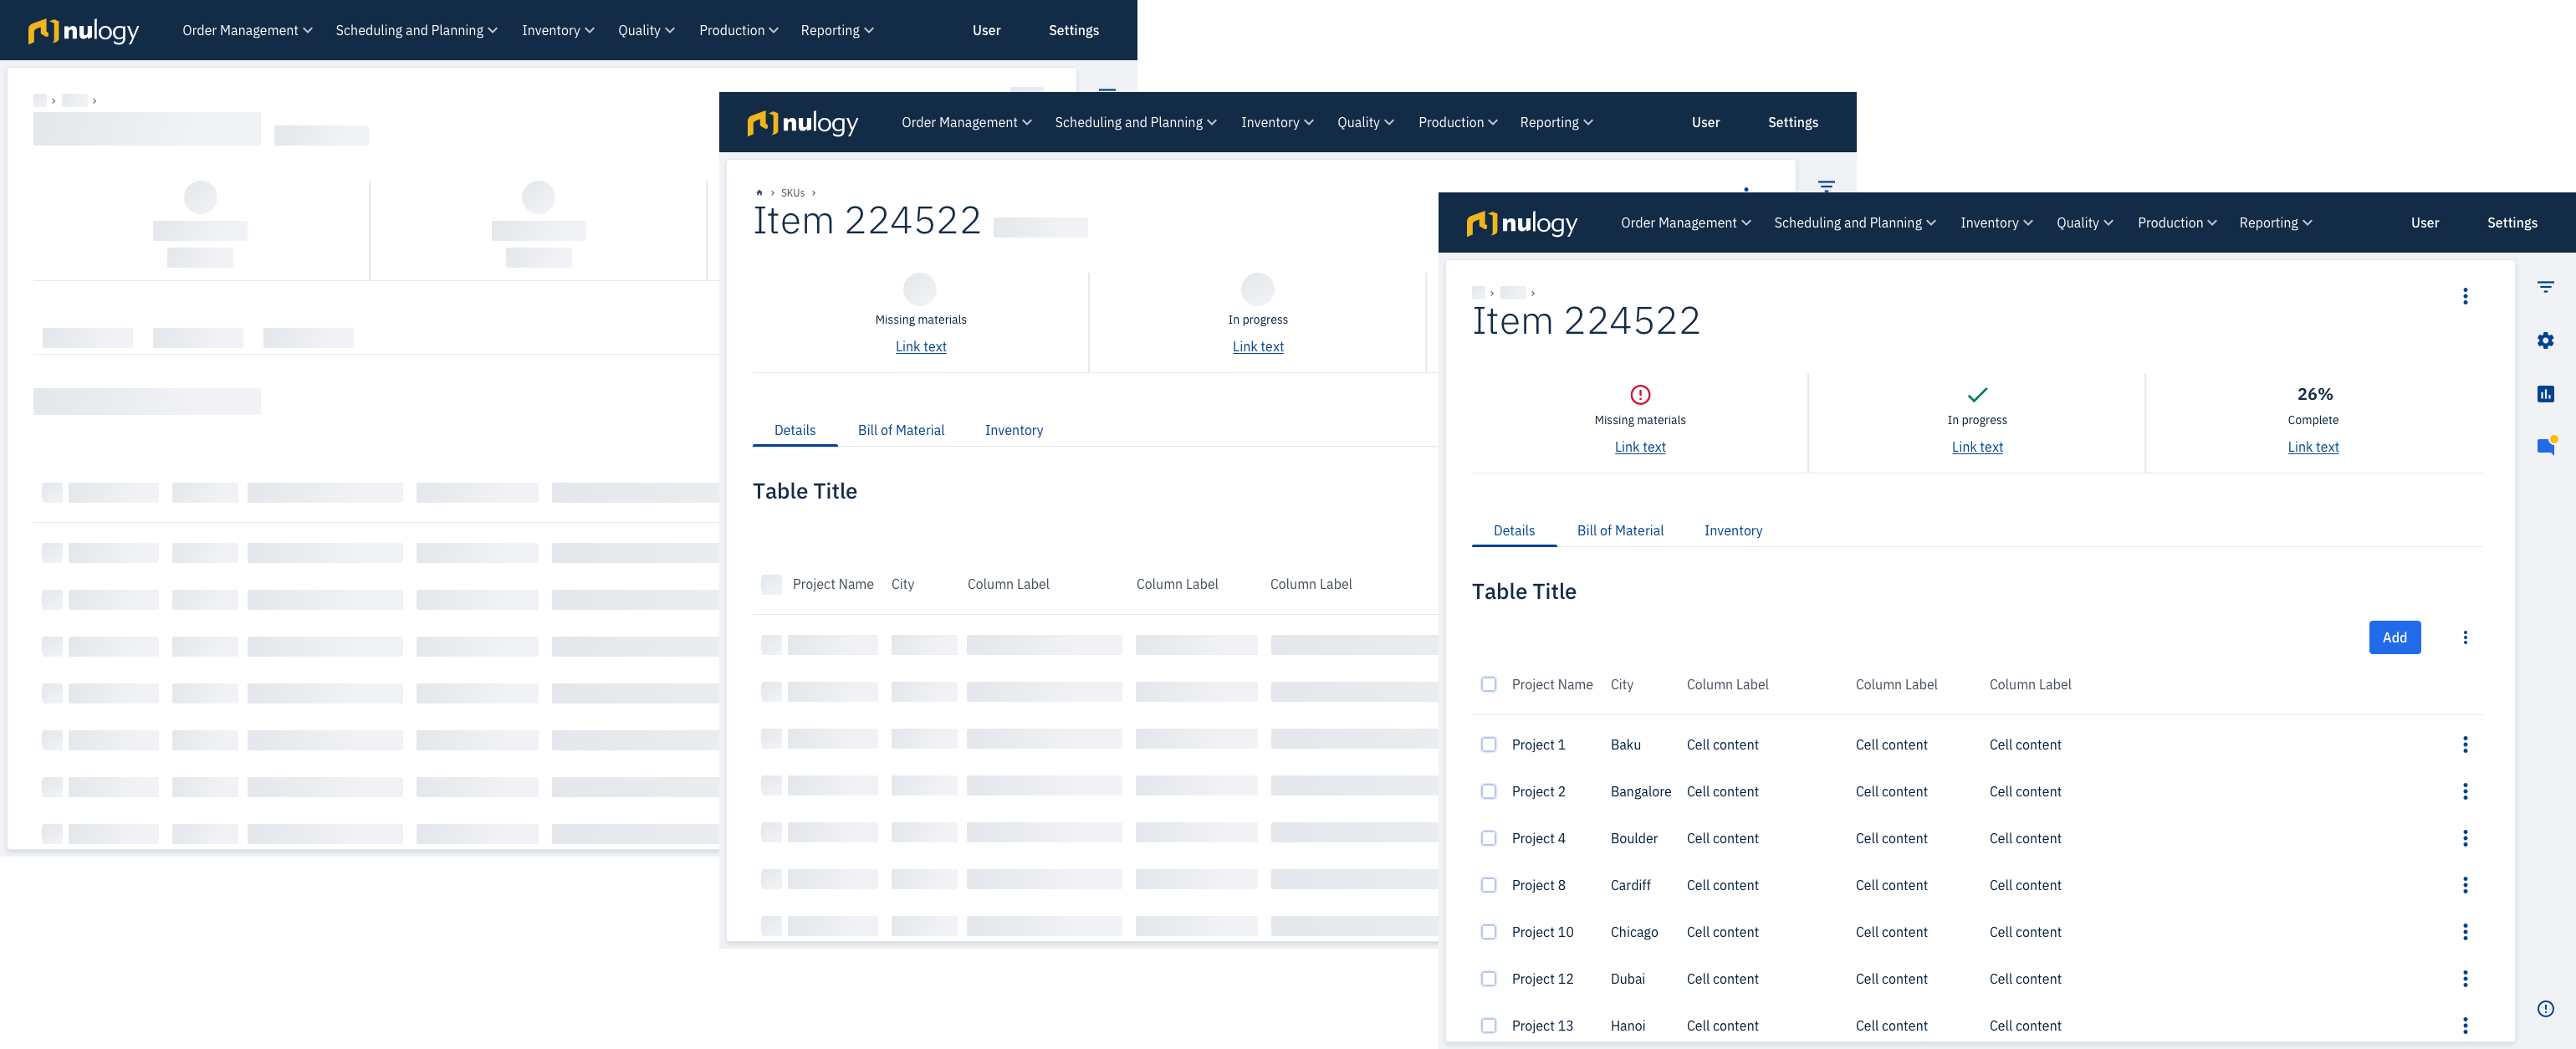 nulogy Order Management Scheduling and Planning Inventory Quality Production Reporting User Settings
nulogy Order Management Scheduling and Planning Inventory Quality Production Reporting User Settings
SKUs
Item 224522
Missing materials In progress
Link text Link text
Details Bill of Material Inventory
Table Title
Project Name City Column Label Column Label Column Label
nulogy Order Management Scheduling and Planning Inventory Quality Production Reporting User Settings
Item 224522
26%
Missing materials In progress Complete
Link text Link text Link text
Details Bill of Material Inventory
Table Title
Add
Project Name City Column Label Column Label Column Label
Project 1 Baku Cell content Cell content Cell content
Project 2 Bangalore Cell content Cell content Cell content
Project 4 Boulder Cell content Cell content Cell content
Project 8 Cardiff Cell content Cell content Cell content
Project 10 Chicago Cell content Cell content Cell content
Project 12 Dubai Cell content Cell content Cell content
Project 13 Hanoi Cell content Cell content Cell content